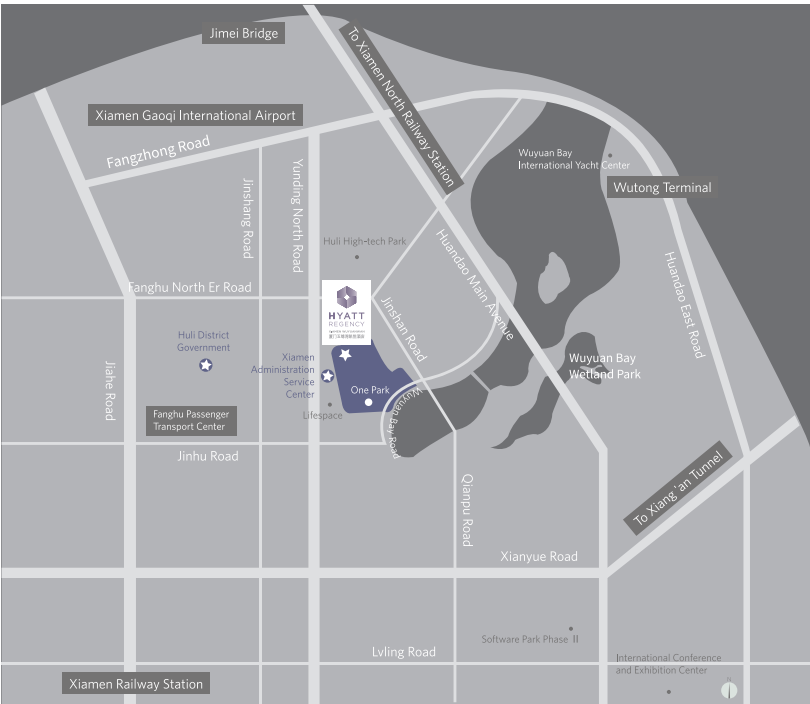 Jimei Bridge
To Xiamen North Railway Station
Xiamen Gaoqi International Airport
Fangzhong Road
Wuyuan Bay
International Yacht Center
Wutong Terminal
Jinshang Road
Yunding North Road
Huli High-tech Park
Huandao Main Avenue
Huandao East Road
Fanghu North Er Road
HYATT
REGENCY
Jinshan Road
Huli District
Government
Xiamen
Administration
Service
Center
Wuyuan Bay
Wetland Park
Jiahe Road
One Park
Lifespace
Wuyuan Bay Road
Fanghu Passenger
Transport Center
Jinhu Road
To Xiang 'an Tunnel
Qianpu Road
Xianyue Road
Software Park Phase II
Lvling Road
International Conference
and Exhibition Center
Xiamen Railway Station